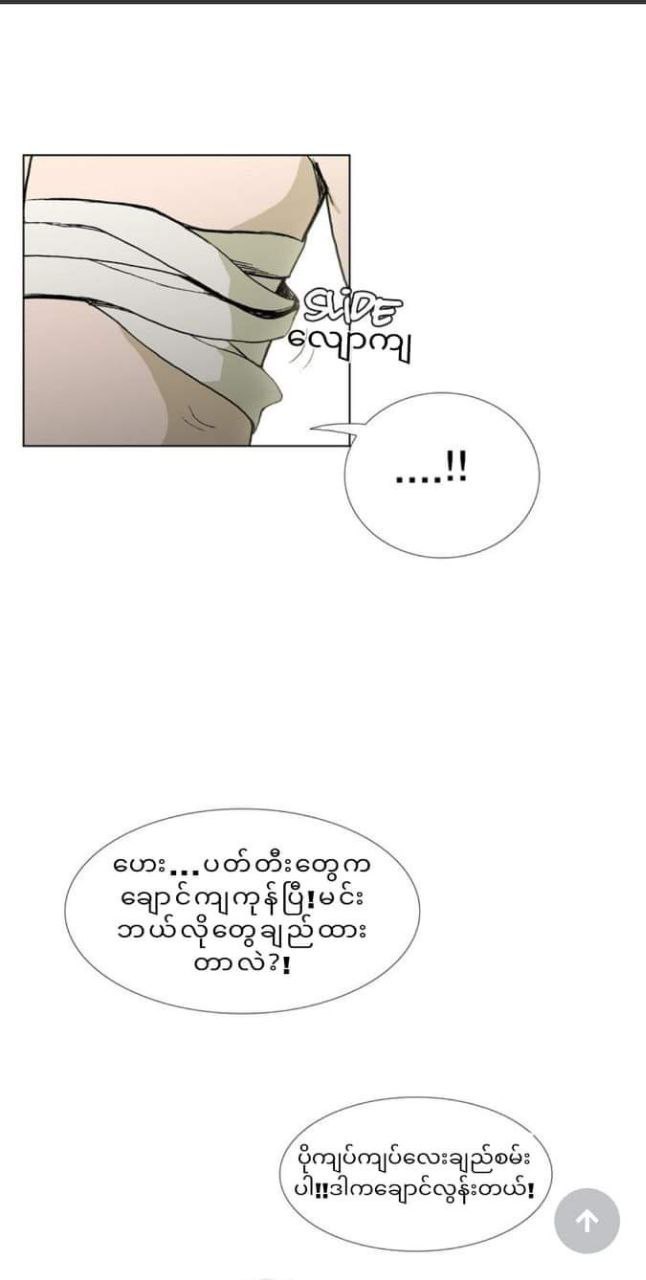 SLIDE
လျောကျ
....!!
ဟေး...ပတ်တီးတွေက
ချောင်ကျကုန်ပြီ!မင်း
ဘယ်လိုတွေချည်ထား
တာလဲ?!
ပိုကျပ်ကျပ်လေးချည်စမ်း
ပါ!!ဒါကချောင်လွန်းတယ်!